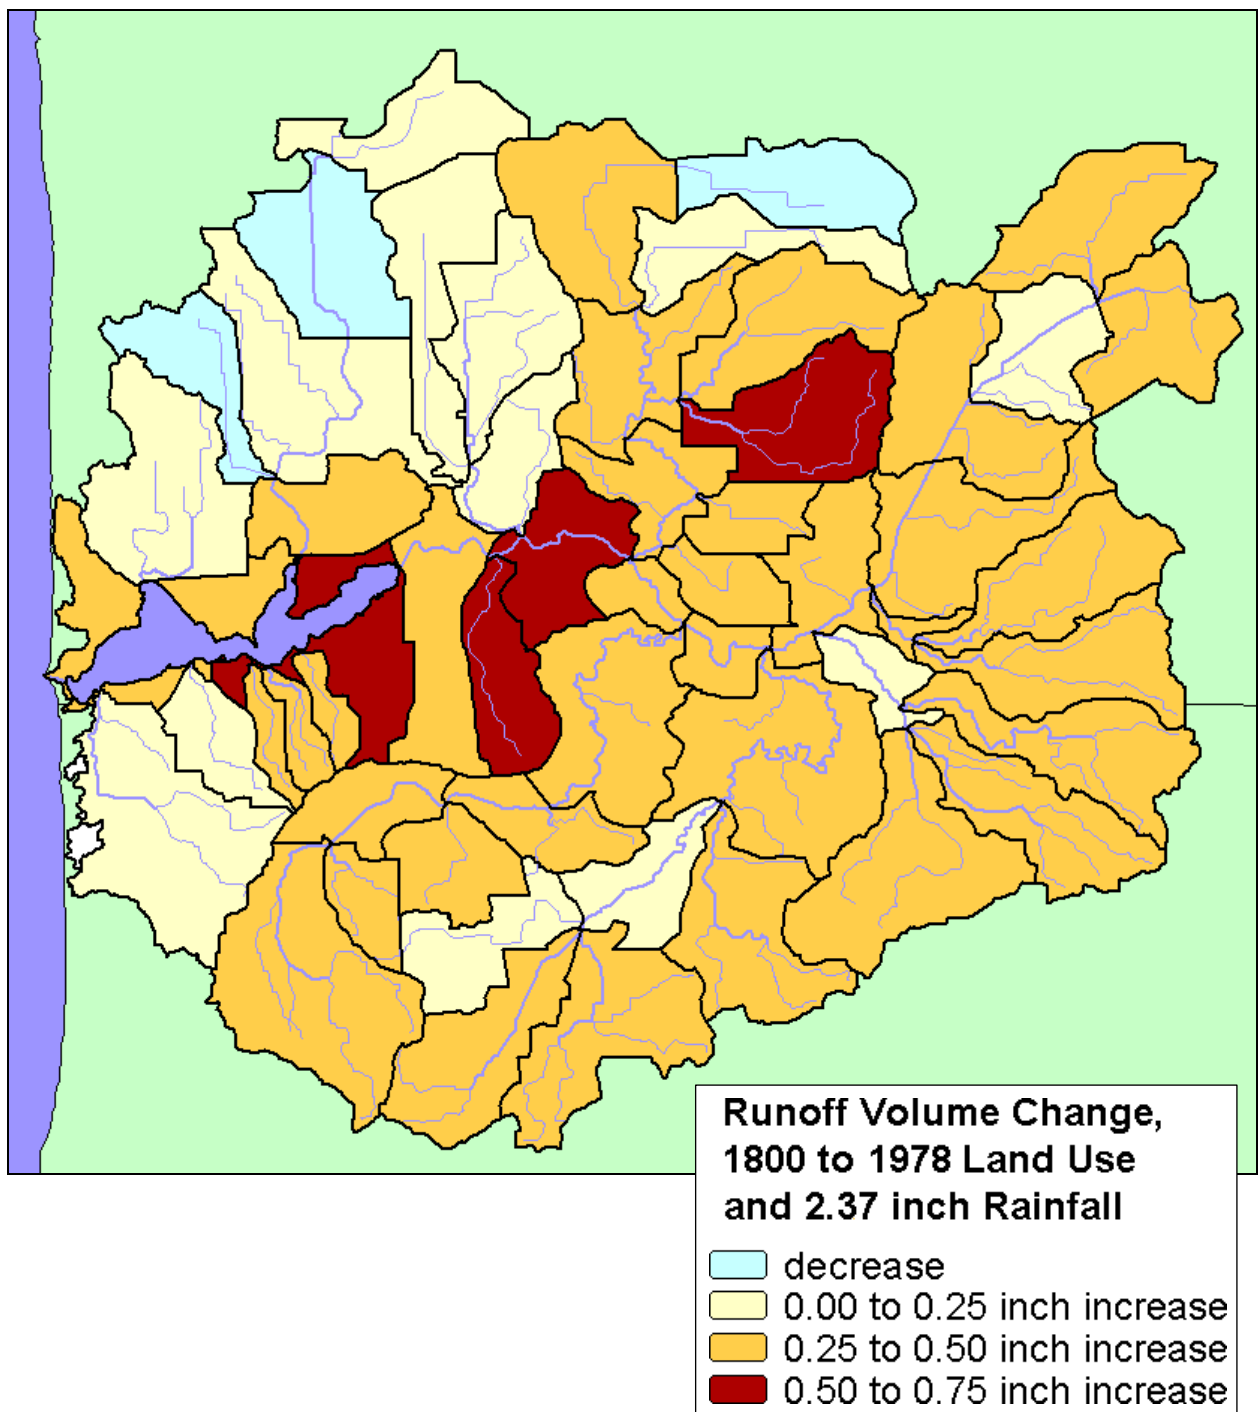 Runoff Volume Change,
1800 to 1978 Land Use
and 2.37 inch Rainfall
decrease
0.00 to 0.25 inch increase
0.25 to 0.50 inch increase
0.50 to 0.75 inch increase